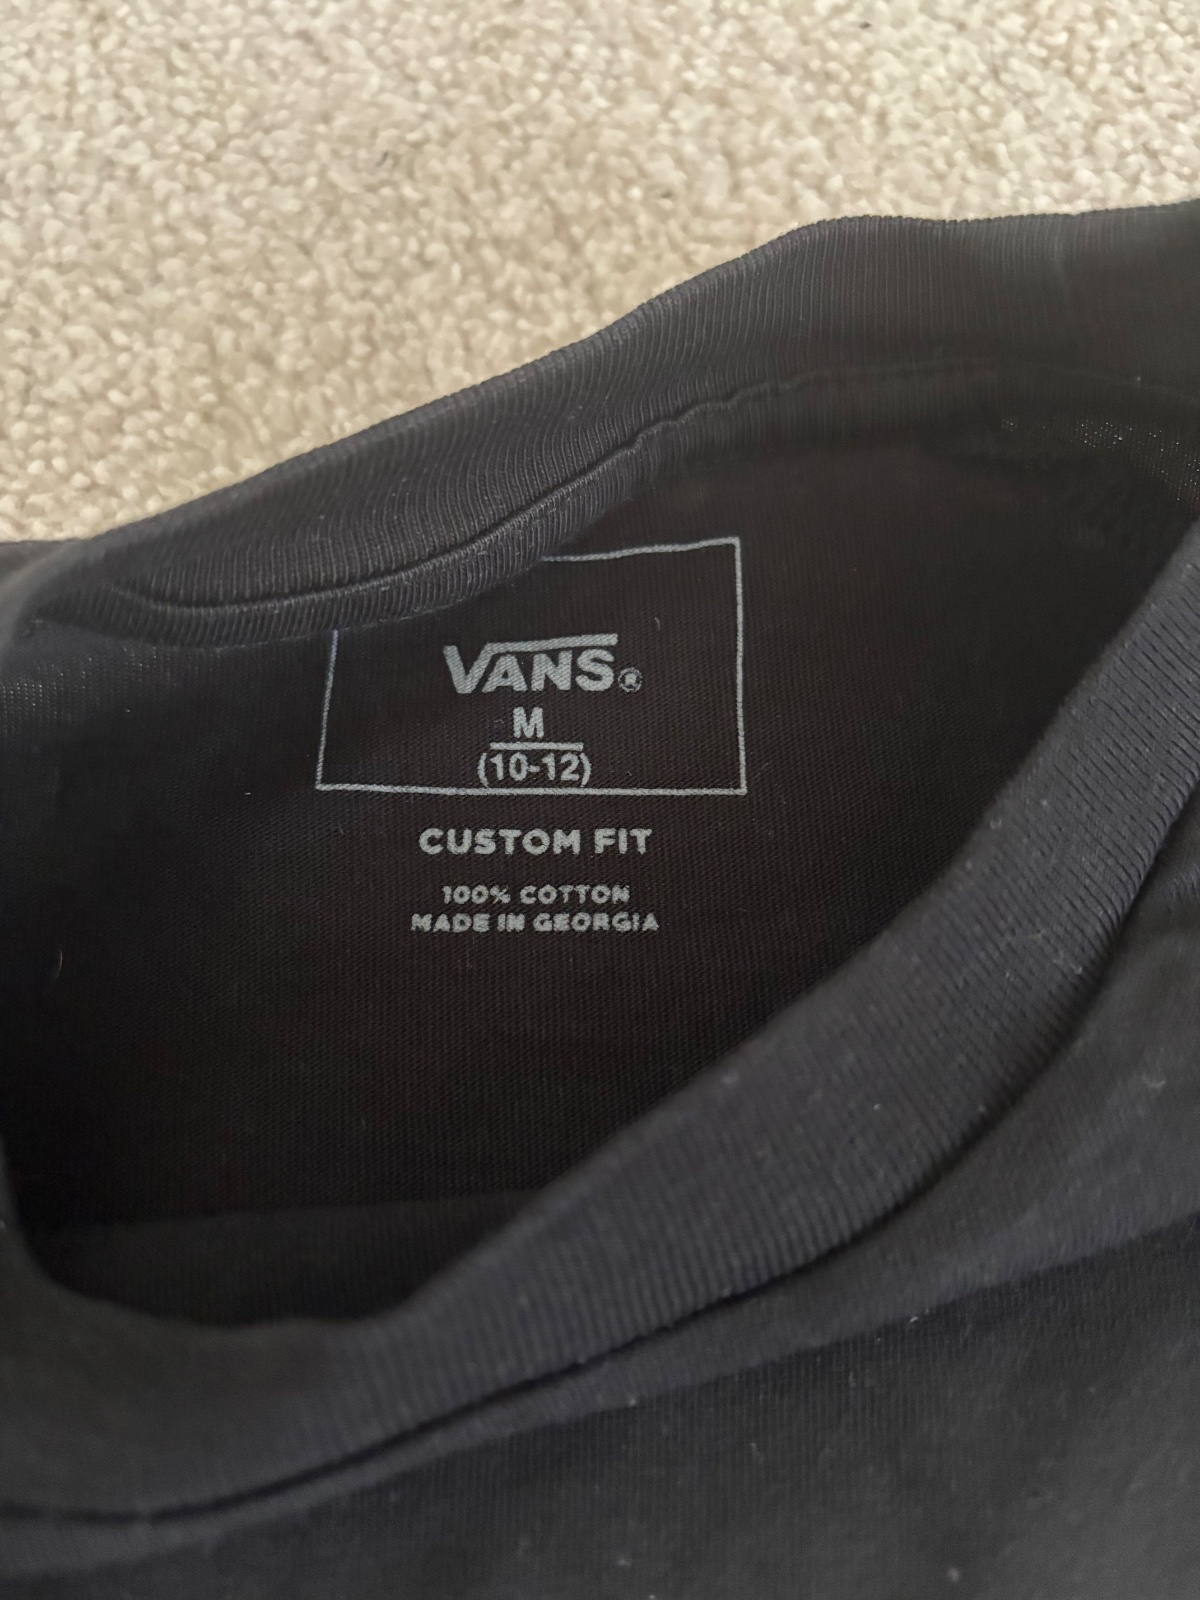 VANS®
M
(10-12)
CUSTOM FIT
100% COTTON
MADE IN GEORGIA